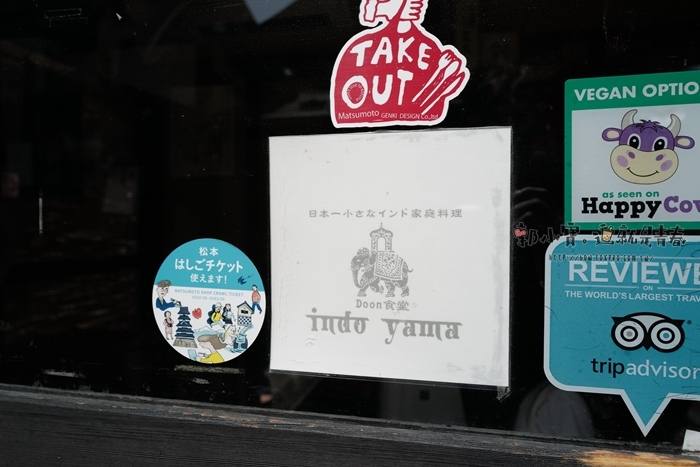 TAKE
OUT
Matsumoto GENKI DESIGN Co.,ltd
VEGAN OPTIO
as seen on
HappyCow
日本一小さなインド家庭料理
Doon食堂
indo yama
松本
はしごチケット
使えます!
REVIEWE
ON
THE WORLD'S LARGEST TRAV
tripadvisor